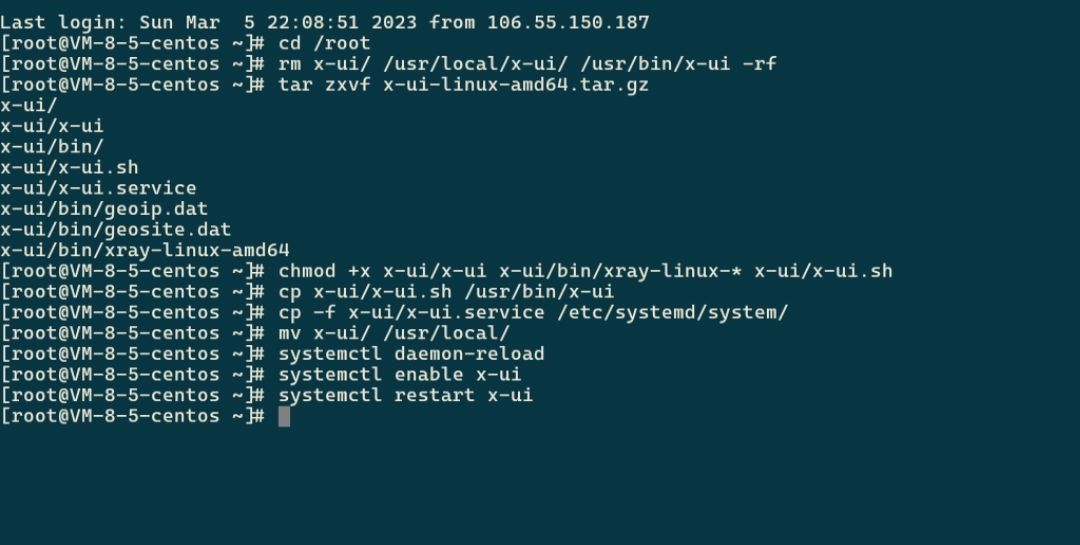 Last login: Sun Mar  5 22:08:51 2023 from 106.55.150.187
[root@VM-8-5-centos ~]# cd /root
[root@VM-8-5-centos ~]# rm x-ui/ /usr/local/x-ui/ /usr/bin/x-ui -rf
[root@VM-8-5-centos ~]# tar zxvf x-ui-linux-amd64.tar.gz
x-ui/
x-ui/x-ui
x-ui/bin/
x-ui/x-ui.sh
x-ui/x-ui.service
x-ui/bin/geoip.dat
x-ui/bin/geosite.dat
x-ui/bin/xray-linux-amd64
[root@VM-8-5-centos ~]# chmod +x x-ui/x-ui x-ui/bin/xray-linux-* x-ui/x-ui.sh
[root@VM-8-5-centos ~]# cp x-ui/x-ui.sh /usr/bin/x-ui
[root@VM-8-5-centos ~]# cp -f x-ui/x-ui.service /etc/systemd/system/
[root@VM-8-5-centos ~]# mv x-ui/ /usr/local/
[root@VM-8-5-centos ~]# systemctl daemon-reload
[root@VM-8-5-centos ~]# systemctl enable x-ui
[root@VM-8-5-centos ~]# systemctl restart x-ui
[root@VM-8-5-centos ~]#